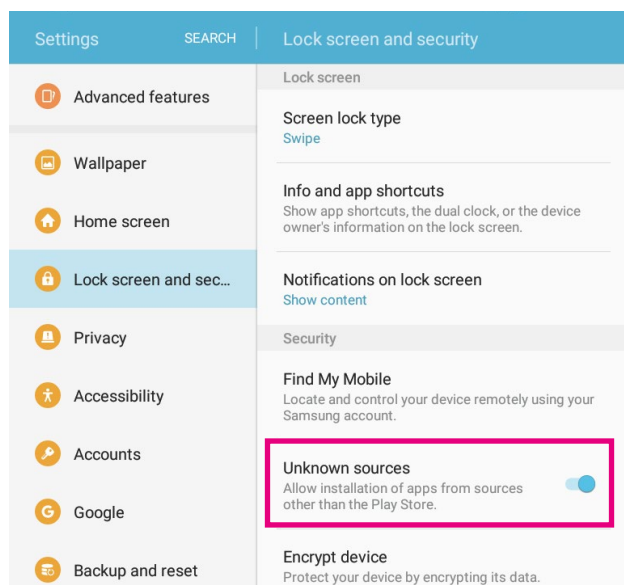 Settings
SEARCH
Lock screen and security
Advanced features
Wallpaper
Home screen
Lock screen and sec...
Privacy
Accessibility
Accounts
Google
Backup and reset
Lock screen
Screen lock type
Swipe
Info and app shortcuts
Show app shortcuts, the dual clock, or the device
owner's information on the lock screen.
Notifications on lock screen
Show content
Security
Find My Mobile
Locate and control your device remotely using your
Samsung account.
Unknown sources
Allow installation of apps from sources
other than the Play Store.
Encrypt device
Protect your device by encrypting its data.